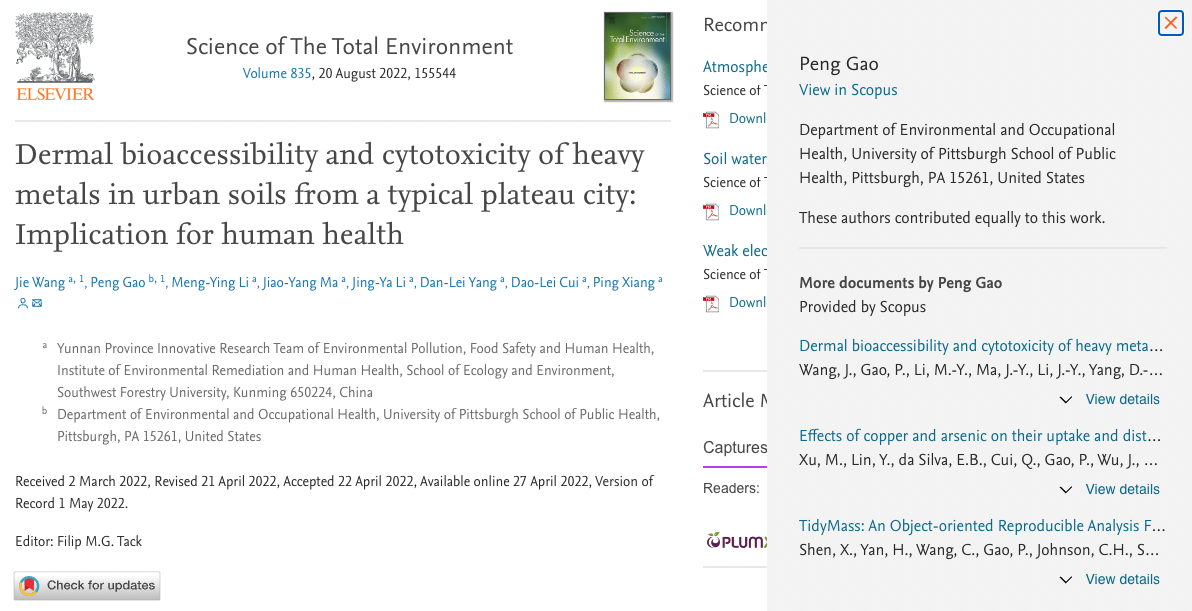 ELSEVIER
Science of The Total Environment
Volume 835, 20 August 2022, 155544
Science of the
Total Environment
Dermal bioaccessibility and cytotoxicity of heavy
metals in urban soils from a typical plateau city:
Implication for human health
Jie Wang a, 1, Peng Gao b, 1, Meng-Ying Li a, Jiao-Yang Ma a, Jing-Ya Li a, Dan-Lei Yang a, Dao-Lei Cui a, Ping Xiang a
a Yunnan Province Innovative Research Team of Environmental Pollution, Food Safety and Human Health,
Institute of Environmental Remediation and Human Health, School of Ecology and Environment,
Southwest Forestry University, Kunming 650224, China
b Department of Environmental and Occupational Health, University of Pittsburgh School of Public Health,
Pittsburgh, PA 15261, United States
Received 2 March 2022, Revised 21 April 2022, Accepted 22 April 2022, Available online 27 April 2022, Version of
Record 1 May 2022.
Editor: Filip M.G. Tack
Check for updates
Recomm
Atmosphe
Science of T
Downl
Soil water
Science of T
Downl
Weak elec
Science of T
Downl
Article M
Captures
Readers:
PLUMX
Peng Gao
View in Scopus
Department of Environmental and Occupational
Health, University of Pittsburgh School of Public
Health, Pittsburgh, PA 15261, United States
These authors contributed equally to this work.
More documents by Peng Gao
Provided by Scopus
Dermal bioaccessibility and cytotoxicity of heavy meta...
Wang, J., Gao, P., Li, M.-Y., Ma, J.-Y., Li, J.-Y., Yang, D.-...
View details
Effects of copper and arsenic on their uptake and dist...
Xu, M., Lin, Y., da Silva, E.B., Cui, Q., Gao, P., Wu, J., ...
View details
TidyMass: An Object-oriented Reproducible Analysis F...
Shen, X., Yan, H., Wang, C., Gao, P., Johnson, C.H., S...
View details